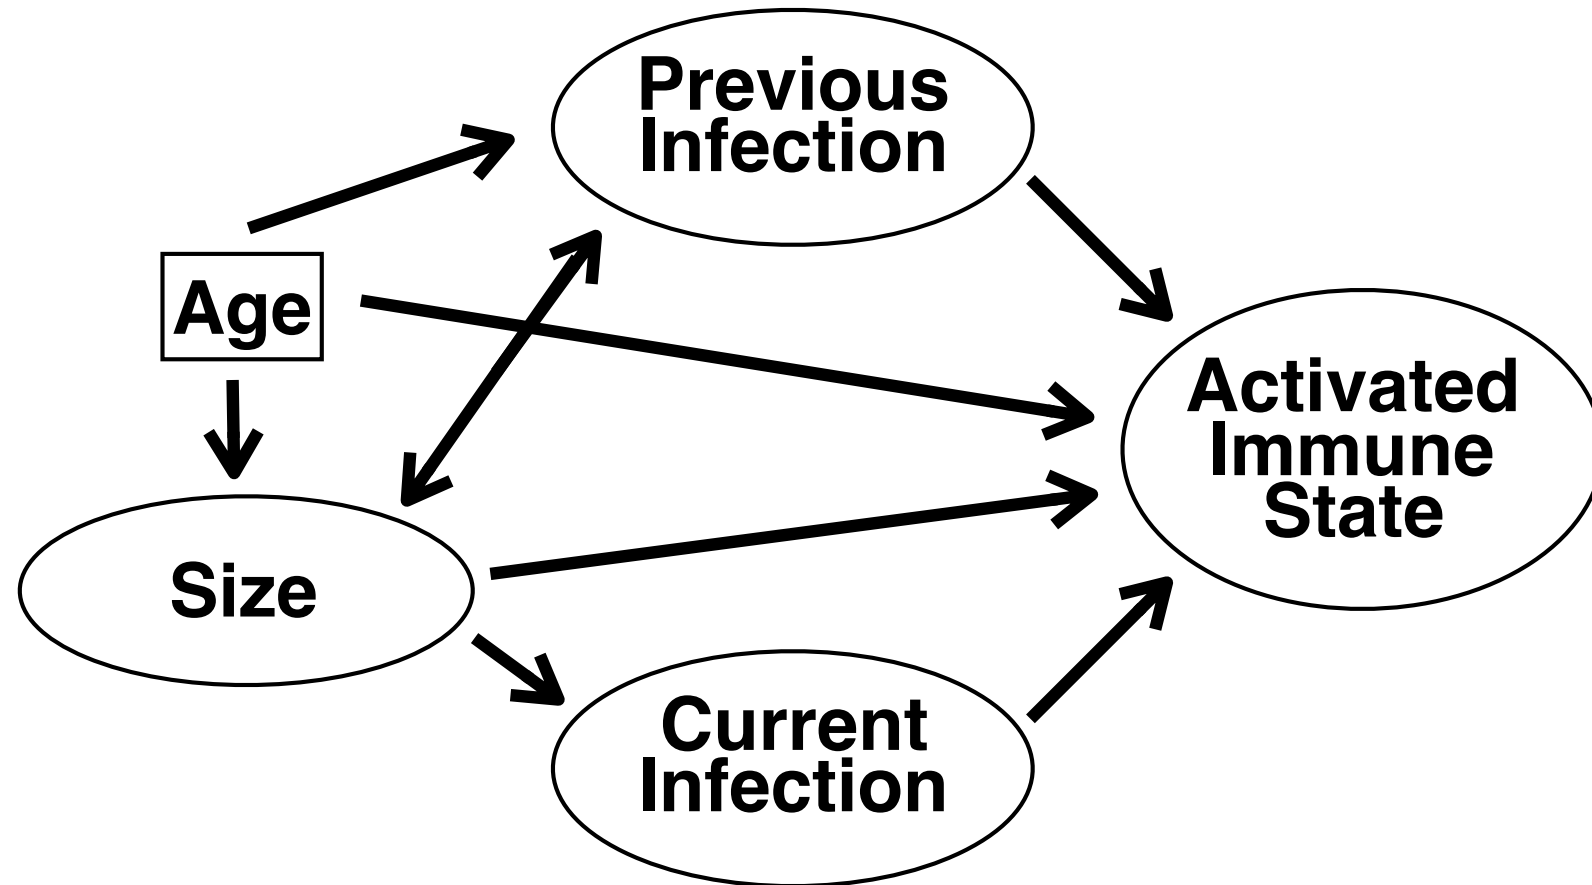 Previous
Infection
Age
Activated
Immune
State
Size
Current
Infection